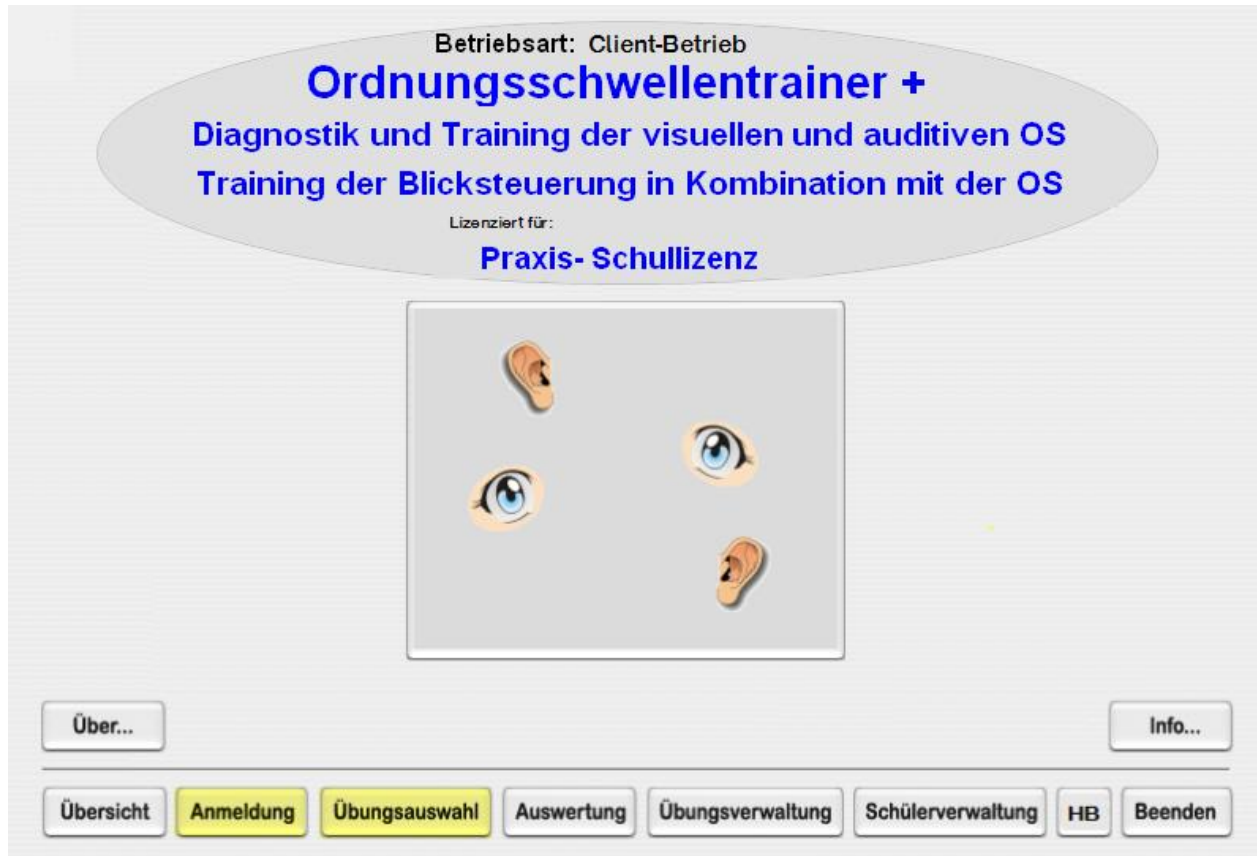 Betriebsart: Client-Betrieb
Ordnungsschwellentrainer +
Diagnostik und Training der visuellen und auditiven OS
Training der Blicksteuerung in Kombination mit der OS
Lizenziert für:
Praxis- Schullizenz
Über...
Info...
Übersicht
Anmeldung
Übungsauswahl
Auswertung
Übungsverwaltung
Schülerverwaltung
HB
Beenden